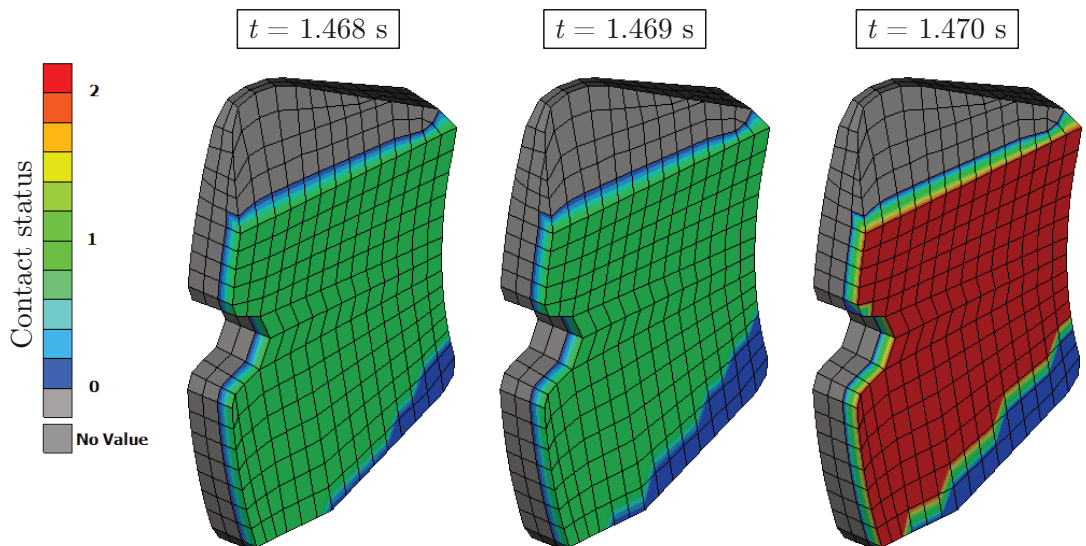 t = 1.468 s
t = 1.469 s
t = 1.470 s
Contact status
2
1
0
No Value